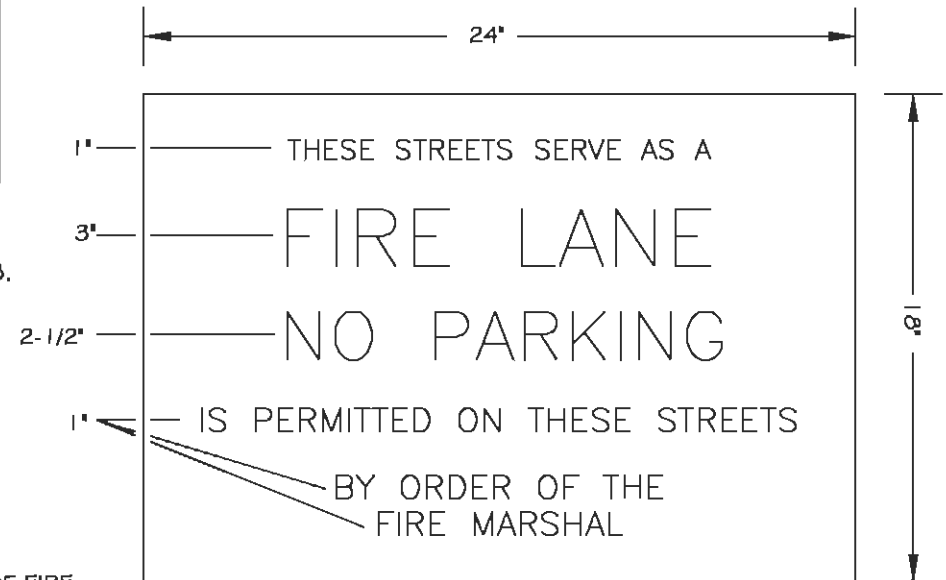 24"
1" THESE STREETS SERVE AS A
3" FIRE LANE
2-1/2" NO PARKING
18"
1" IS PERMITTED ON THESE STREETS
BY ORDER OF THE
FIRE MARSHAL
FIRE